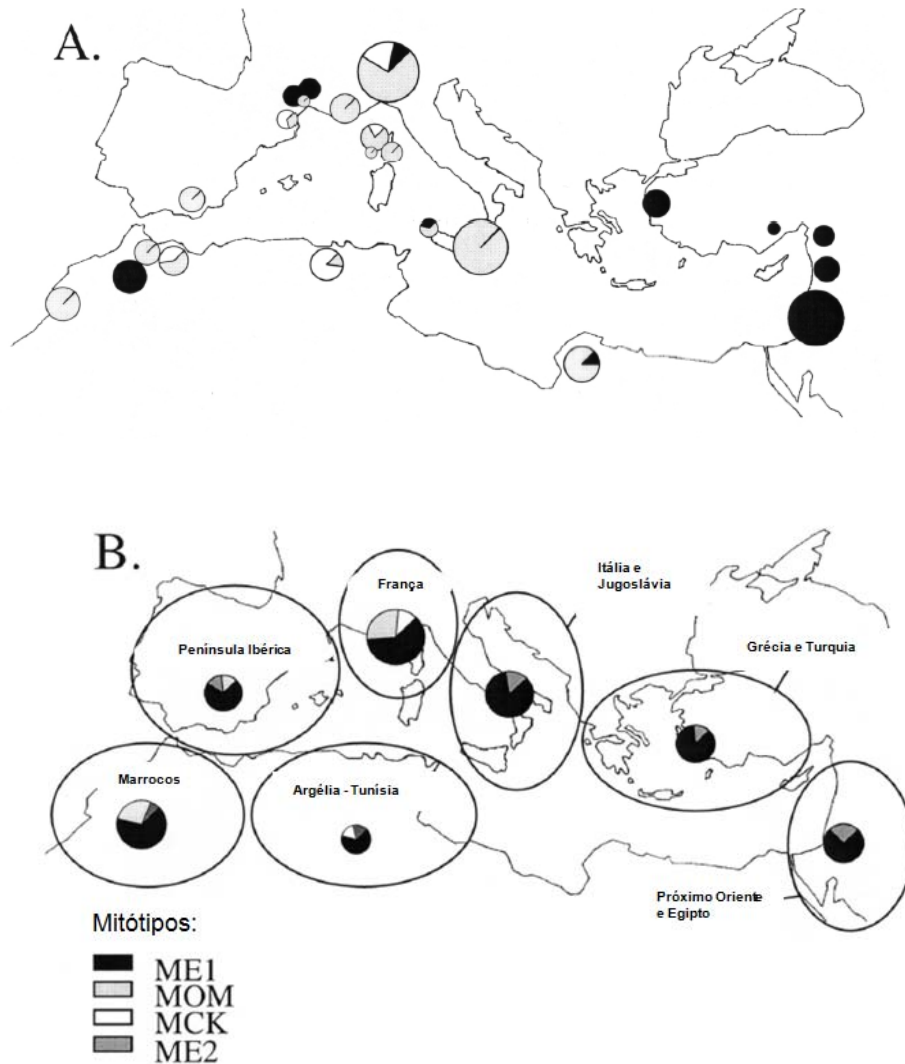 A.
B.
Itália e
Jugoslávia
França
Península Ibérica
Grécia e Turquia
Marrocos
Argélia - Tunísia
Próximo Oriente
e Egipto
Mitótipos:
ME1
MOM
MCK
ME2